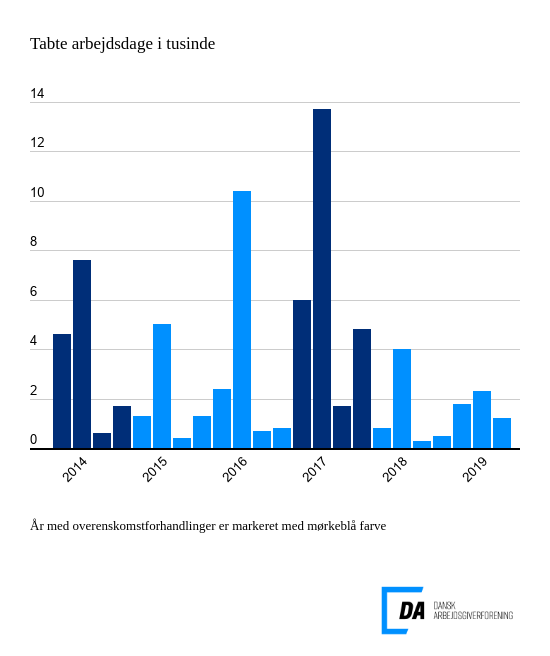 Tabte arbejdsdage i tusinde
14
12
10
8
6
4
2
0
2014 2015 2016 2017 2018 2019
År med overenskomstforhandlinger er markeret med mørkeblå farve
DA
DANSK
ARBEJDSGIVERFORENING